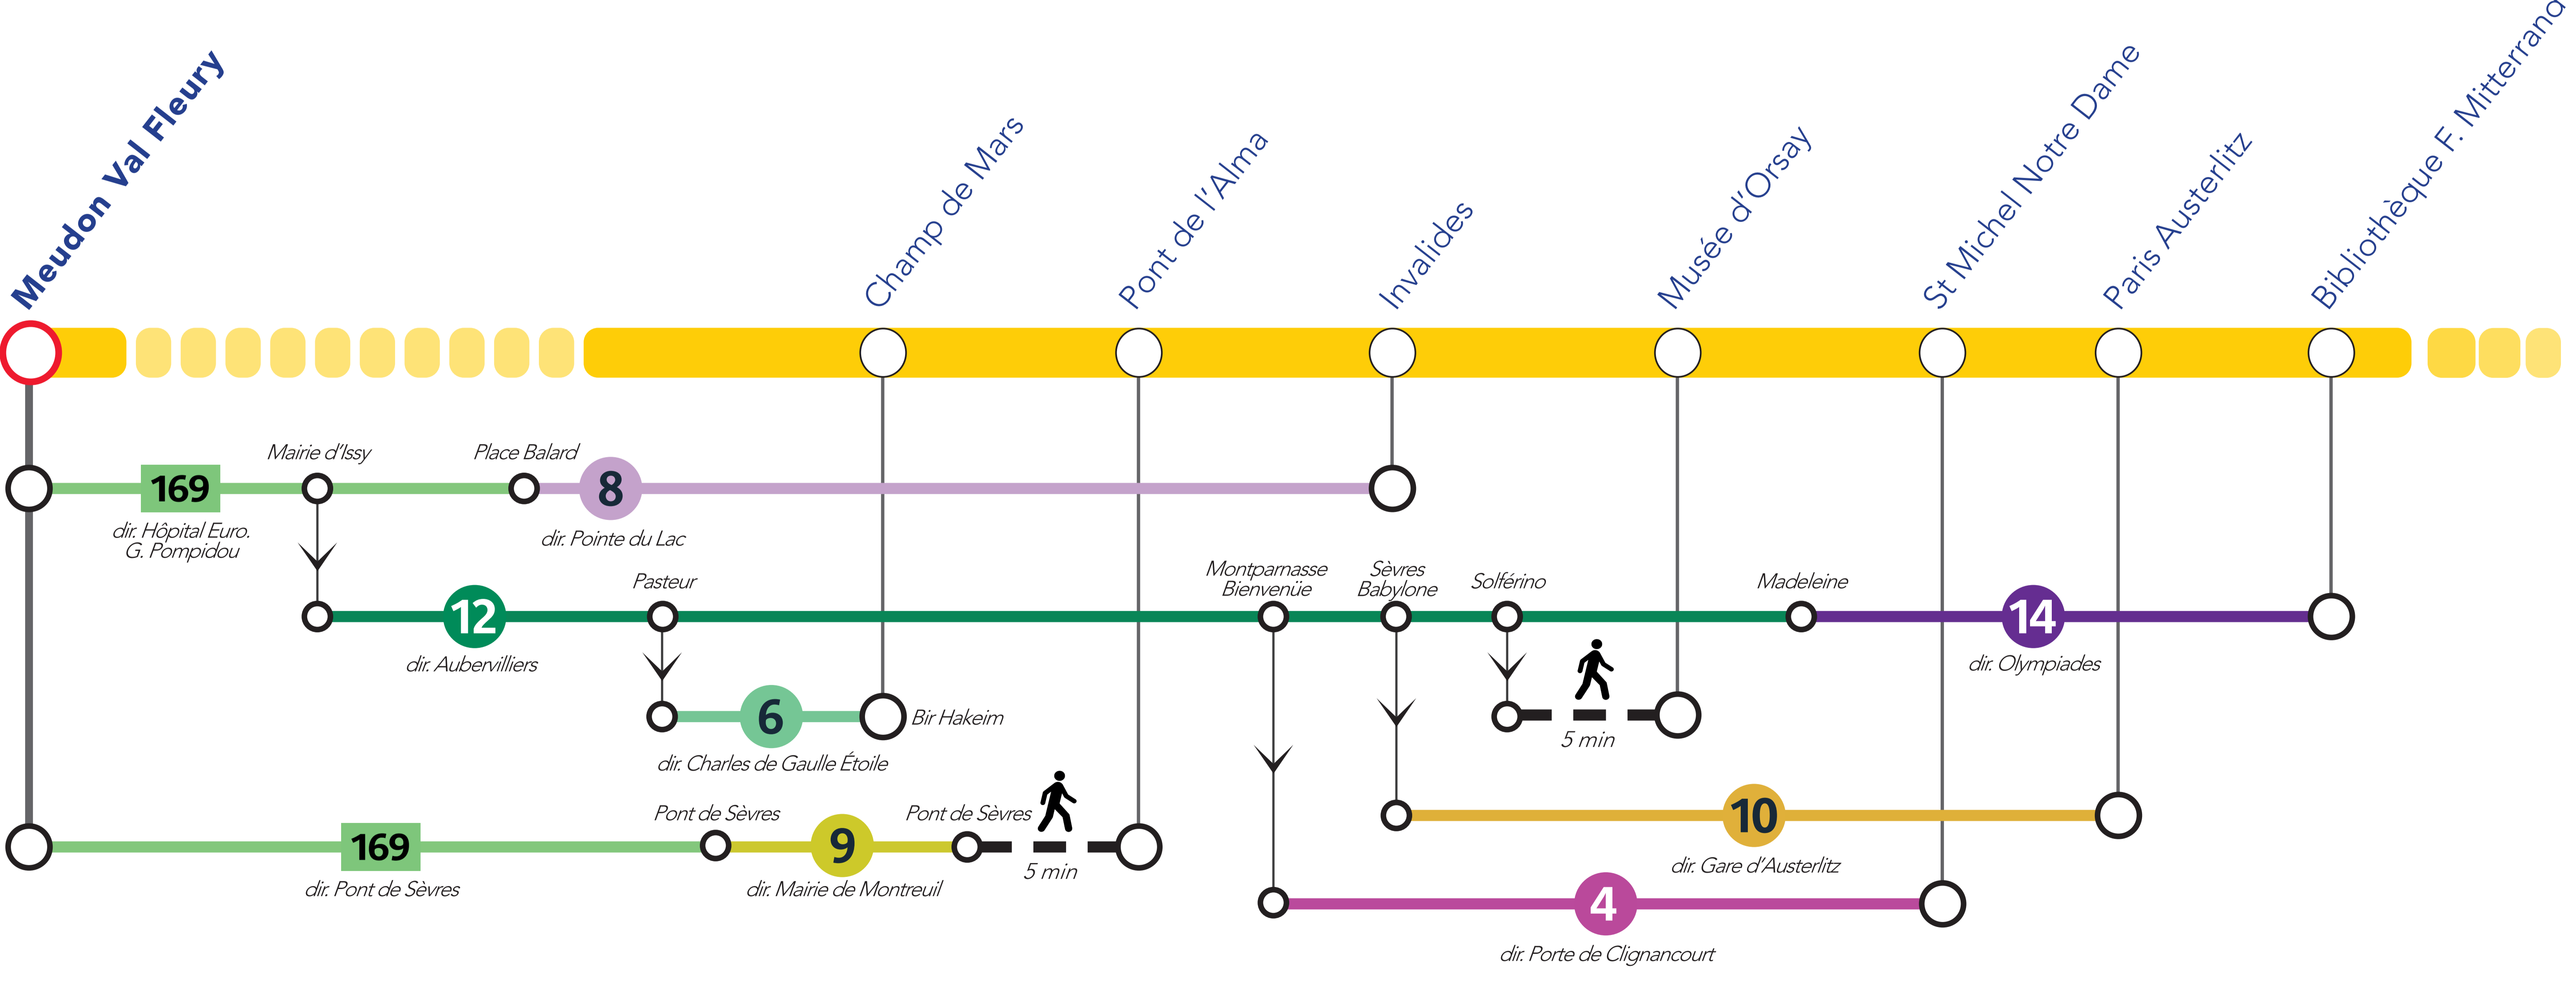 Meudon Val Fleury
Champ de Mars
Pont de l'Alma
Invalides
Musée d'Orsay
St Michel Notre Dame
Paris Austerlitz
Bibliothèque F. Mitterrand
Mairie d'Issy
Place Balard
169
8
dir. Hôpital Euro.
G. Pompidou
dir. Pointe du Lac
Pasteur
Montparnasse
Bienvenüe
Sèvres
Babylone
Solférino
Madeleine
12
14
dir. Aubervilliers
dir. Olympiades
6
Bir Hakeim
5 min
dir. Charles de Gaulle Étoile
Pont de Sèvres
Pont de Sèvres
169
9
5 min
10
dir. Pont de Sèvres
dir. Mairie de Montreuil
dir. Gare d'Austerlitz
4
dir. Porte de Clignancourt